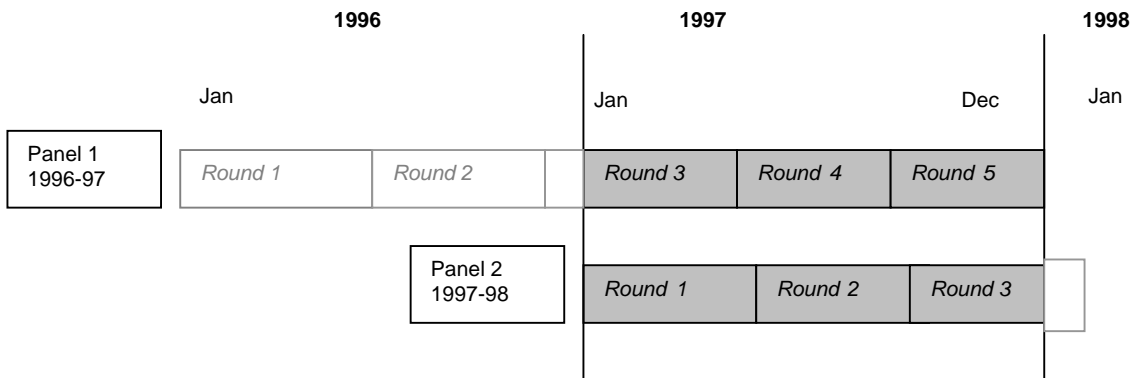 1996 1997 1998
Jan Jan Dec Jan
Panel 1
1996-97
Round 1 Round 2 Round 3 Round 4 Round 5
Panel 2
1997-98
Round 1 Round 2 Round 3